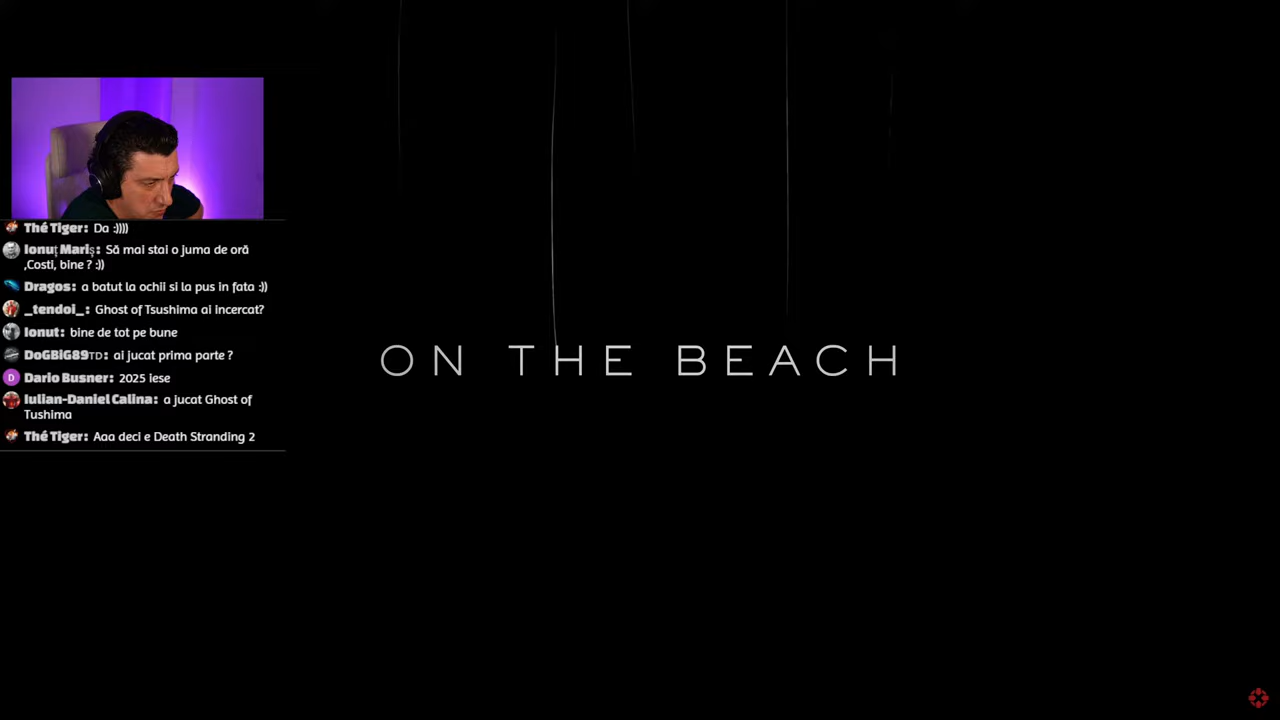 Thé Tiger: Da :))))
Ionuț Mariș: Să mai stai o juma de oră
,Costi, bine ? :))
Dragos: a batut la ochii si la pus in fata :))
_tendoi_: Ghost of Tsushima ai incercat?
Ionut: bine de tot pe bune
DoGBiG89TD: ai jucat prima parte ?
D Dario Busner: 2025 iese
Iulian-Daniel Calina: a jucat Ghost of
Tushima
Thé Tiger: Aaa deci e Death Stranding 2
ON THE BEACH